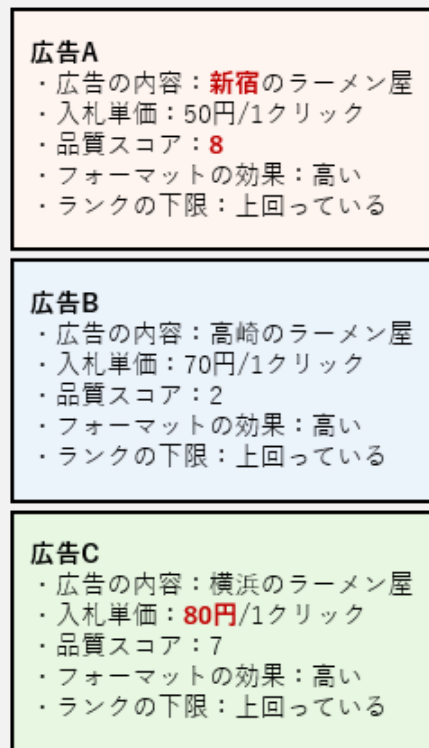 広告A
・広告の内容：新宿のラーメン屋
・入札単価：50円/1クリック
・品質スコア：8
・フォーマットの効果：高い
・ランクの下限：上回っている
広告B
・広告の内容：高崎のラーメン屋
・入札単価：70円/1クリック
・品質スコア：2
・フォーマットの効果：高い
・ランクの下限：上回っている
広告C
・広告の内容：横浜のラーメン屋
・入札単価：80円/1クリック
・品質スコア：7
・フォーマットの効果：高い
・ランクの下限：上回っている